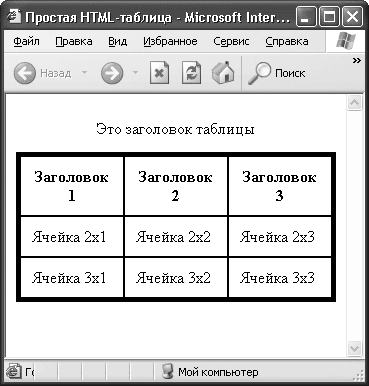 Простая HTML-таблица - Microsoft Inter...
Файл Правка Вид Избранное Сервис Справка
Назад Поиск
Это заголовок таблицы
Заголовок 1 Заголовок 2 Заголовок 3
Ячейка 2x1 Ячейка 2x2 Ячейка 2x3
Ячейка 3x1 Ячейка 3x2 Ячейка 3x3
Мой компьютер